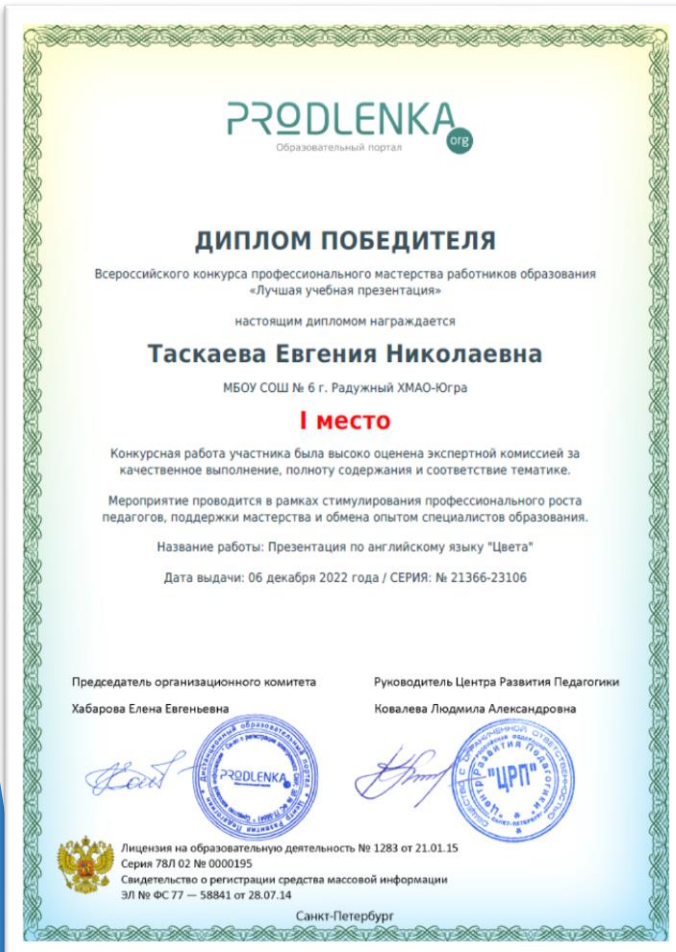 PRODLENKA
org
Образовательный портал
ДИПЛОМ ПОБЕДИТЕЛЯ
Всероссийского конкурса профессионального мастерства работников образования
«Лучшая учебная презентация»
настоящим дипломом награждается
Таскаева Евгения Николаевна
МБОУ СОШ № 6 г. Радужный ХМАО-Югра
I место
Конкурсная работа участника была высоко оценена экспертной комиссией за
качественное выполнение, полноту содержания и соответствие тематике.
Мероприятие проводится в рамках стимулирования профессионального роста
педагогов, поддержки мастерства и обмена опытом специалистов образования.
Название работы: Презентация по английскому языку "Цвета"
Дата выдачи: 06 декабря 2022 года / СЕРИЯ: № 21366-23106
Председатель организационного комитета
Хабарова Елена Евгеньевна
Руководитель Центра Развития Педагогики
Ковалева Людмила Александровна
PRODLENKA
Центр Развития Педагогики
"ЦРП"
Лицензия на образовательную деятельность № 1283 от 21.01.15
Серия 78Л 02 № 0000195
Свидетельство о регистрации средства массовой информации
ЭЛ № ФС 77 — 58841 от 28.07.14
Санкт-Петербург